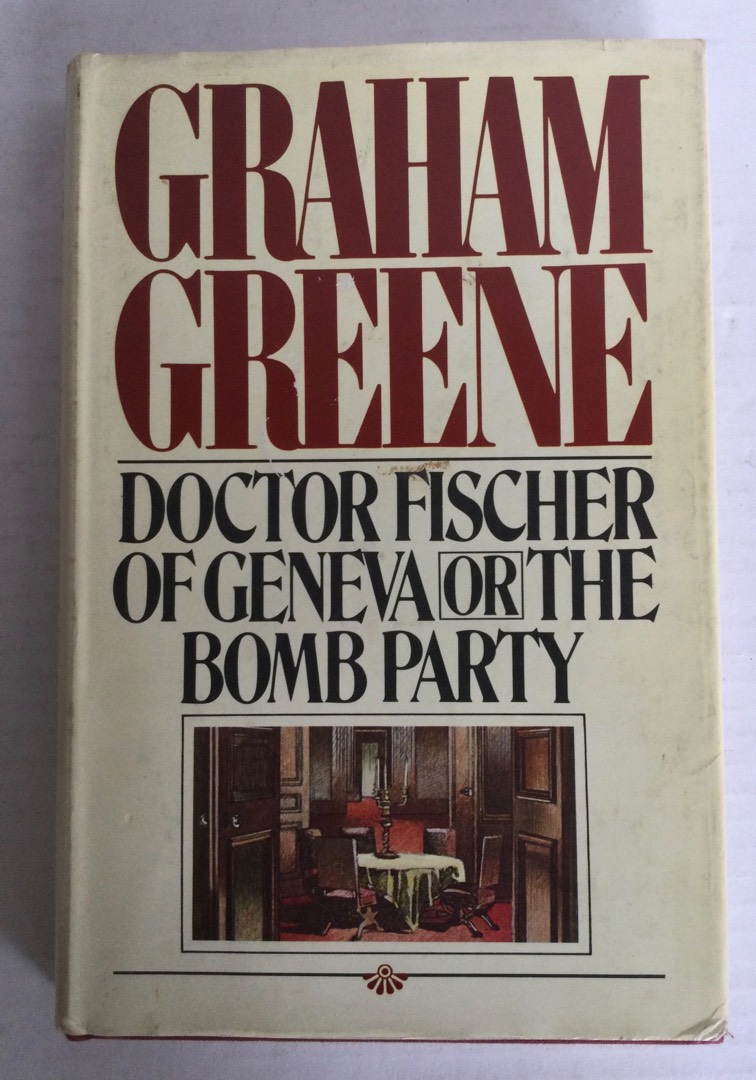 GRAHAM
GREENE
DOCTOR FISCHER
OF GENEVA OR THE
BOMB PARTY